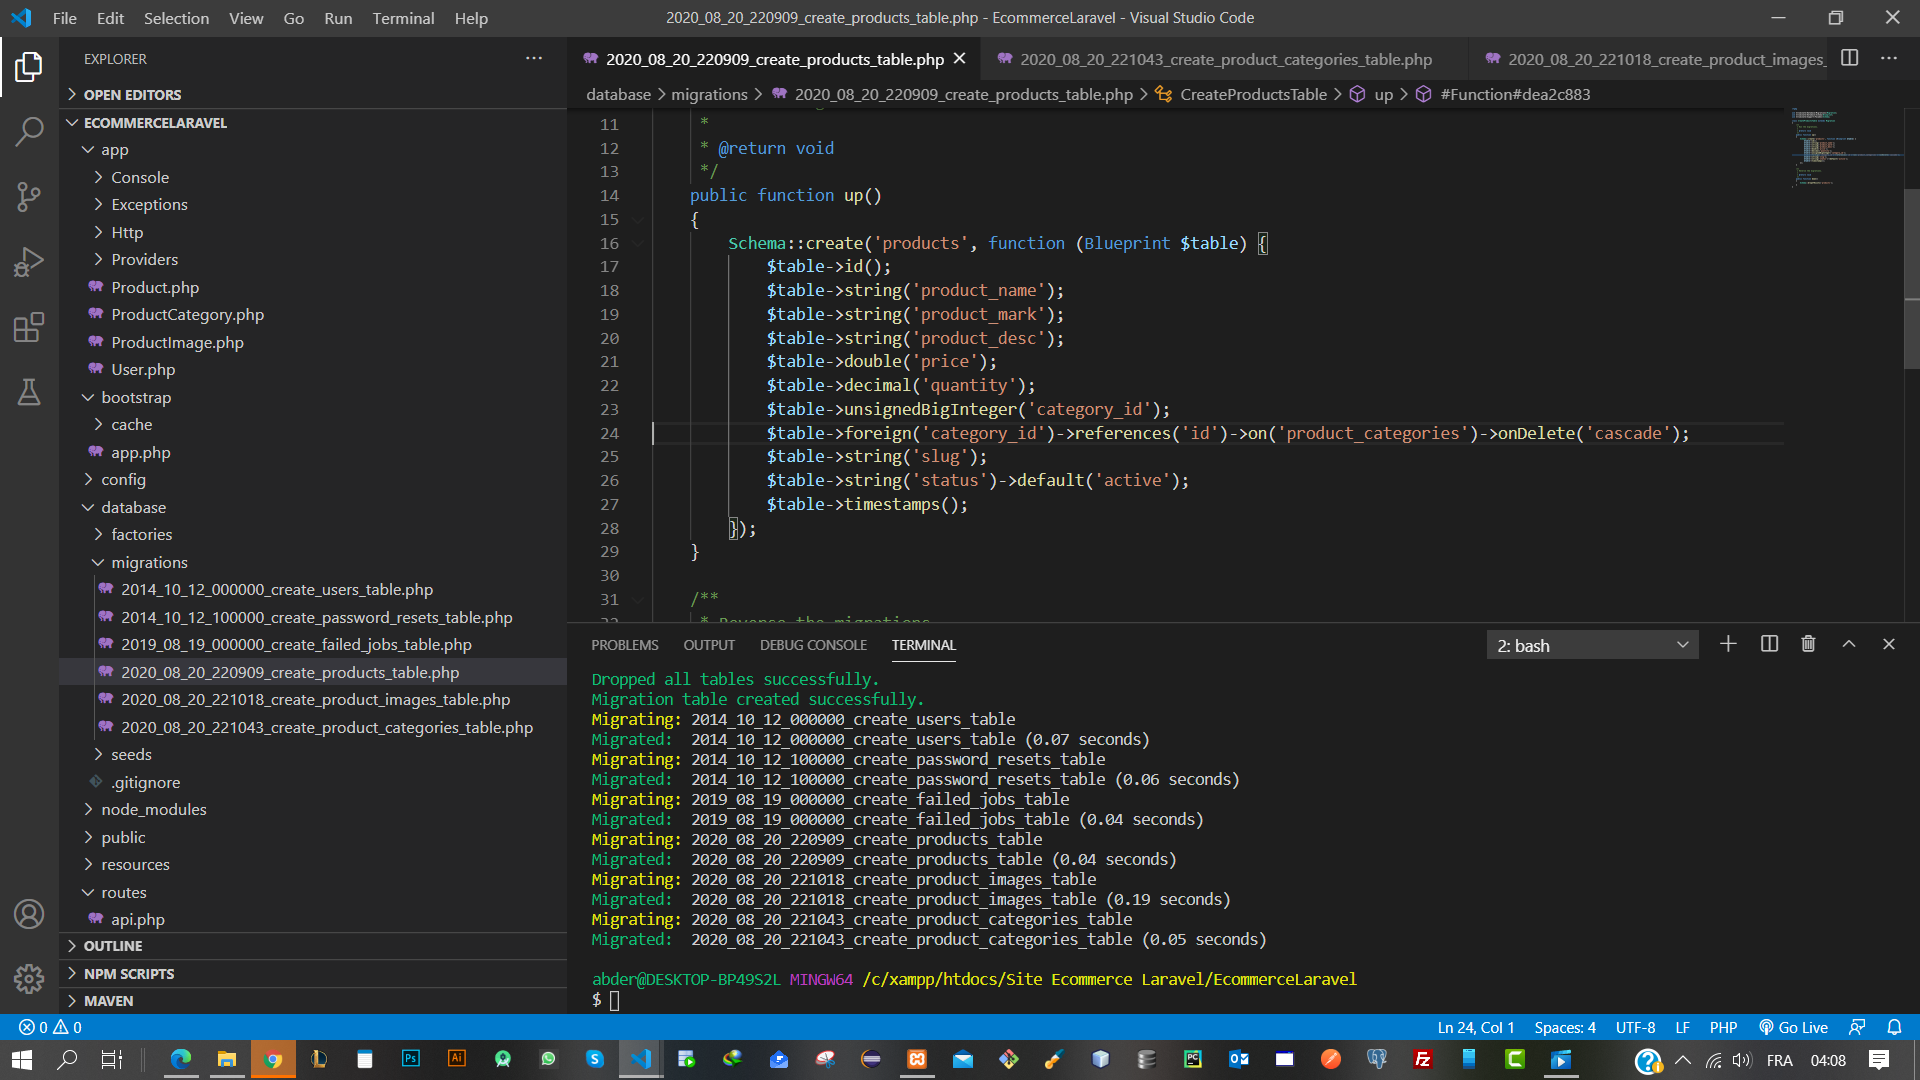 File Edit Selection View Go Run Terminal Help
2020_08_20_220909_create_products_table.php - EcommerceLaravel - Visual Studio Code
EXPLORER
OPEN EDITORS
ECOMMERCELARAVEL
app
Console
Exceptions
Http
Providers
Product.php
ProductCategory.php
ProductImage.php
User.php
bootstrap
cache
app.php
config
database
factories
migrations
2014_10_12_000000_create_users_table.php
2014_10_12_100000_create_password_resets_table.php
2019_08_19_000000_create_failed_jobs_table.php
2020_08_20_220909_create_products_table.php
2020_08_20_221018_create_product_images_table.php
2020_08_20_221043_create_product_categories_table.php
seeds
.gitignore
node_modules
public
resources
routes
api.php
OUTLINE
NPM SCRIPTS
MAVEN
2020_08_20_220909_create_products_table.php
2020_08_20_221043_create_product_categories_table.php
2020_08_20_221018_create_product_images_
database > migrations > 2020_08_20_220909_create_products_table.php > CreateProductsTable > up > #Function#dea2c883
11 *
12 * @return void
13 */
14 public function up()
15 {
16 Schema::create('products', function (Blueprint $table) {
17 $table->id();
18 $table->string('product_name');
19 $table->string('product_mark');
20 $table->string('product_desc');
21 $table->double('price');
22 $table->decimal('quantity');
23 $table->unsignedBigInteger('category_id');
24 $table->foreign('category_id')->references('id')->on('product_categories')->onDelete('cascade');
25 $table->string('slug');
26 $table->string('status')->default('active');
27 $table->timestamps();
28 });
29 }
30
31 /**
32 * Reverse the migrations
PROBLEMS OUTPUT DEBUG CONSOLE TERMINAL
2: bash
Dropped all tables successfully.
Migration table created successfully.
Migrating: 2014_10_12_000000_create_users_table
Migrated: 2014_10_12_000000_create_users_table (0.07 seconds)
Migrating: 2014_10_12_100000_create_password_resets_table
Migrated: 2014_10_12_100000_create_password_resets_table (0.06 seconds)
Migrating: 2019_08_19_000000_create_failed_jobs_table
Migrated: 2019_08_19_000000_create_failed_jobs_table (0.04 seconds)
Migrating: 2020_08_20_220909_create_products_table
Migrated: 2020_08_20_220909_create_products_table (0.04 seconds)
Migrating: 2020_08_20_221018_create_product_images_table
Migrated: 2020_08_20_221018_create_product_images_table (0.19 seconds)
Migrating: 2020_08_20_221043_create_product_categories_table
Migrated: 2020_08_20_221043_create_product_categories_table (0.05 seconds)
abder@DESKTOP-BP49S2L MINGW64 /c/xampp/htdocs/Site Ecommerce Laravel/EcommerceLaravel
$
0 0
Ln 24, Col 1 Spaces: 4 UTF-8 LF PHP Go Live
FRA 04:08